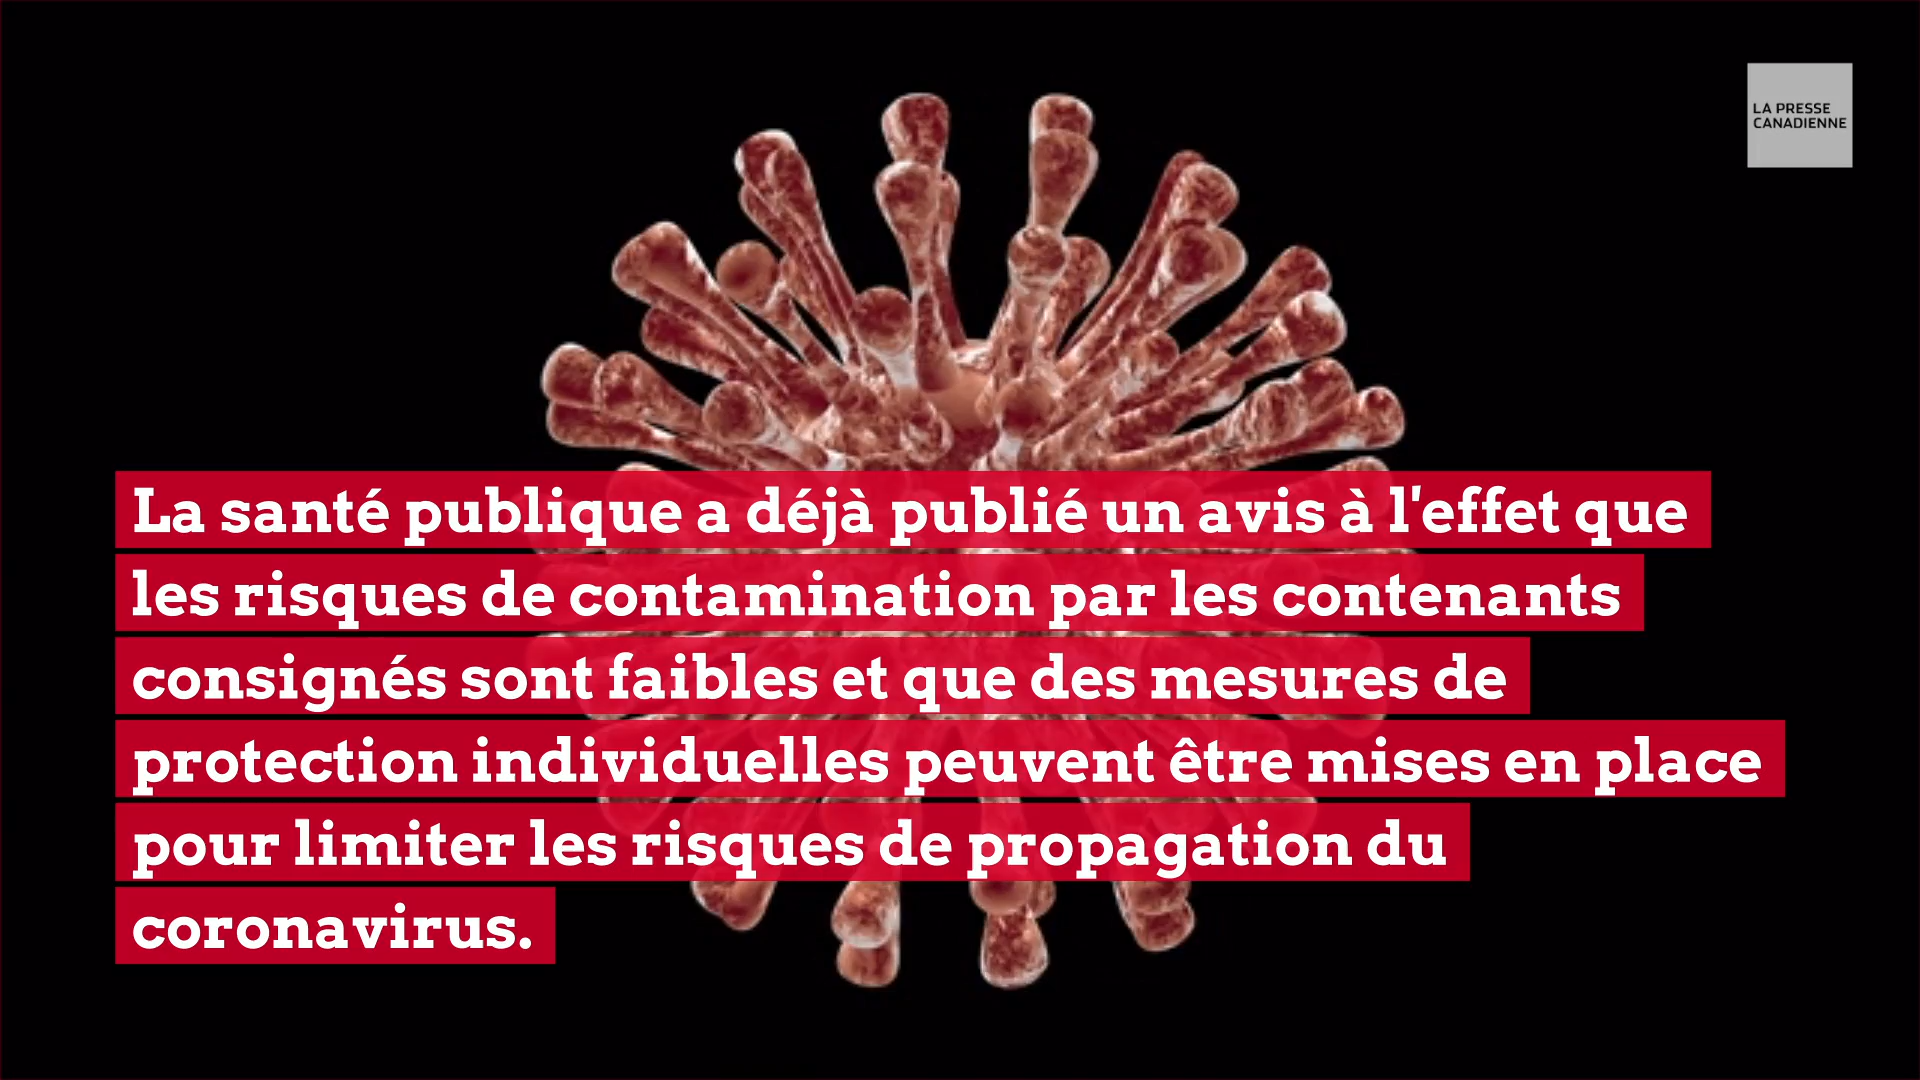 LA PRESSE
CANADIENNE
La santé publique a déjà publié un avis à l'effet que
les risques de contamination par les contenants
consignés sont faibles et que des mesures de
protection individuelles peuvent être mises en place
pour limiter les risques de propagation du
coronavirus.